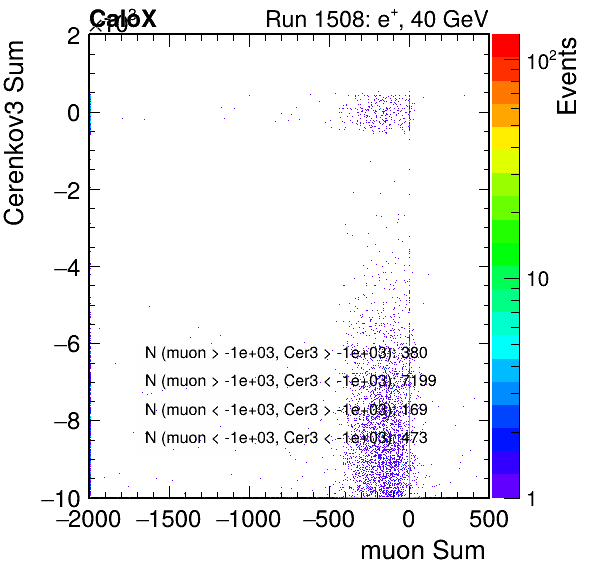 CaloX
×10³
Run 1508: e⁺, 40 GeV
Cerenkov3 Sum
Events
2
0
−2
−4
−6
−8
−10
10²
10
1
N (muon > -1e+03, Cer3 > -1e+03): 380
N (muon > -1e+03, Cer3 < -1e+03): 7199
N (muon < -1e+03, Cer3 > -1e+03): 169
N (muon < -1e+03, Cer3 < -1e+03): 473
−2000 −1500 −1000 −500 0 500
muon Sum